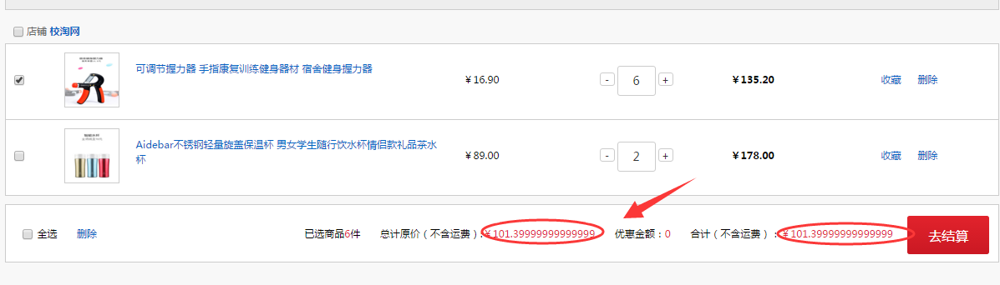 店铺 校淘网
可调节握力器 手指康复训练健身器材 宿舍健身握力器
￥16.90
- 6 +
￥135.20
收藏 删除
Aidebar不锈钢轻量旋盖保温杯 男女学生随行饮水杯情侣款礼品茶水
杯
￥89.00
- 2 +
￥178.00
收藏 删除
全选 删除 已选商品6件 总计原价（不含运费）：￥101.39999999999999 优惠金额：0 合计（不含运费）：￥101.39999999999999 去结算